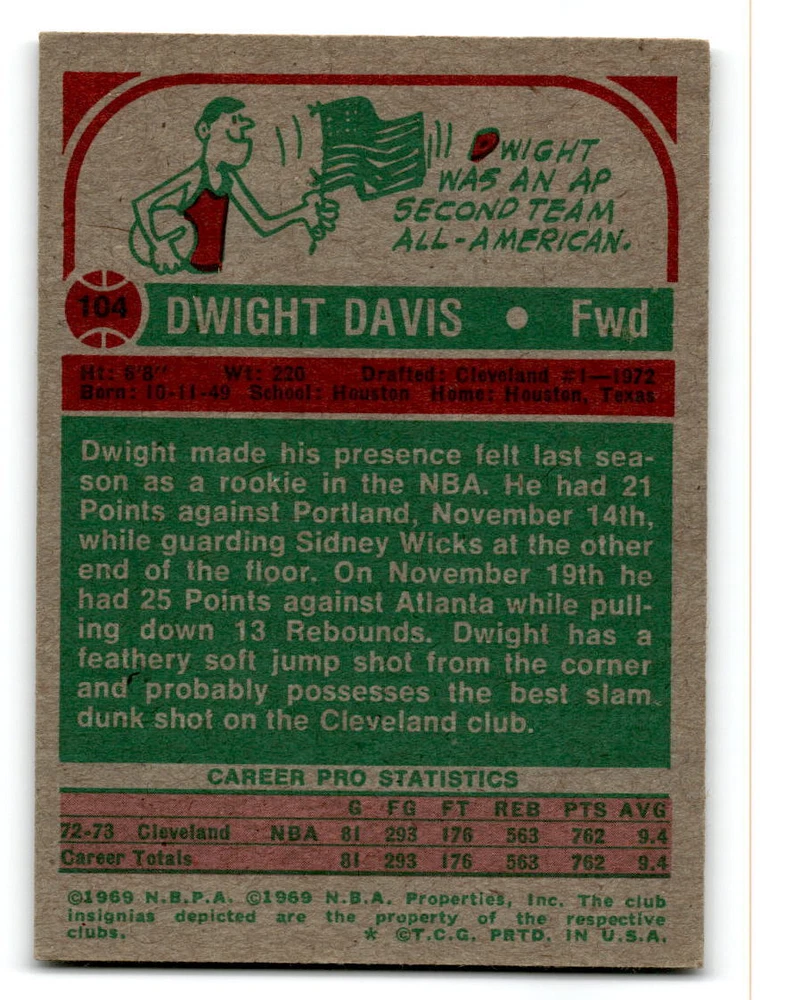 DWIGHT
WAS AN AP
SECOND TEAM
ALL-AMERICAN.
1
104 DWIGHT DAVIS • Fwd
Ht: 6'8" Wt: 220 Drafted: Cleveland #1—1972
Born: 10-11-49 School: Houston Home: Houston, Texas
Dwight made his presence felt last sea-
son as a rookie in the NBA. He had 21
Points against Portland, November 14th,
while guarding Sidney Wicks at the other
end of the floor. On November 19th he
had 25 Points against Atlanta while pull-
ing down 13 Rebounds. Dwight has a
feathery soft jump shot from the corner
and probably possesses the best slam
dunk shot on the Cleveland club.
CAREER PRO STATISTICS
G FG FT REB PTS AVG
72-73 Cleveland NBA 81 293 176 563 762 9.4
Career Totals 81 293 176 563 762 9.4
©1969 N.B.P.A. ©1969 N.B.A. Properties, Inc. The club
insignias depicted are the property of the respective
clubs. * ©T.C.G. PRTD. IN U.S.A.